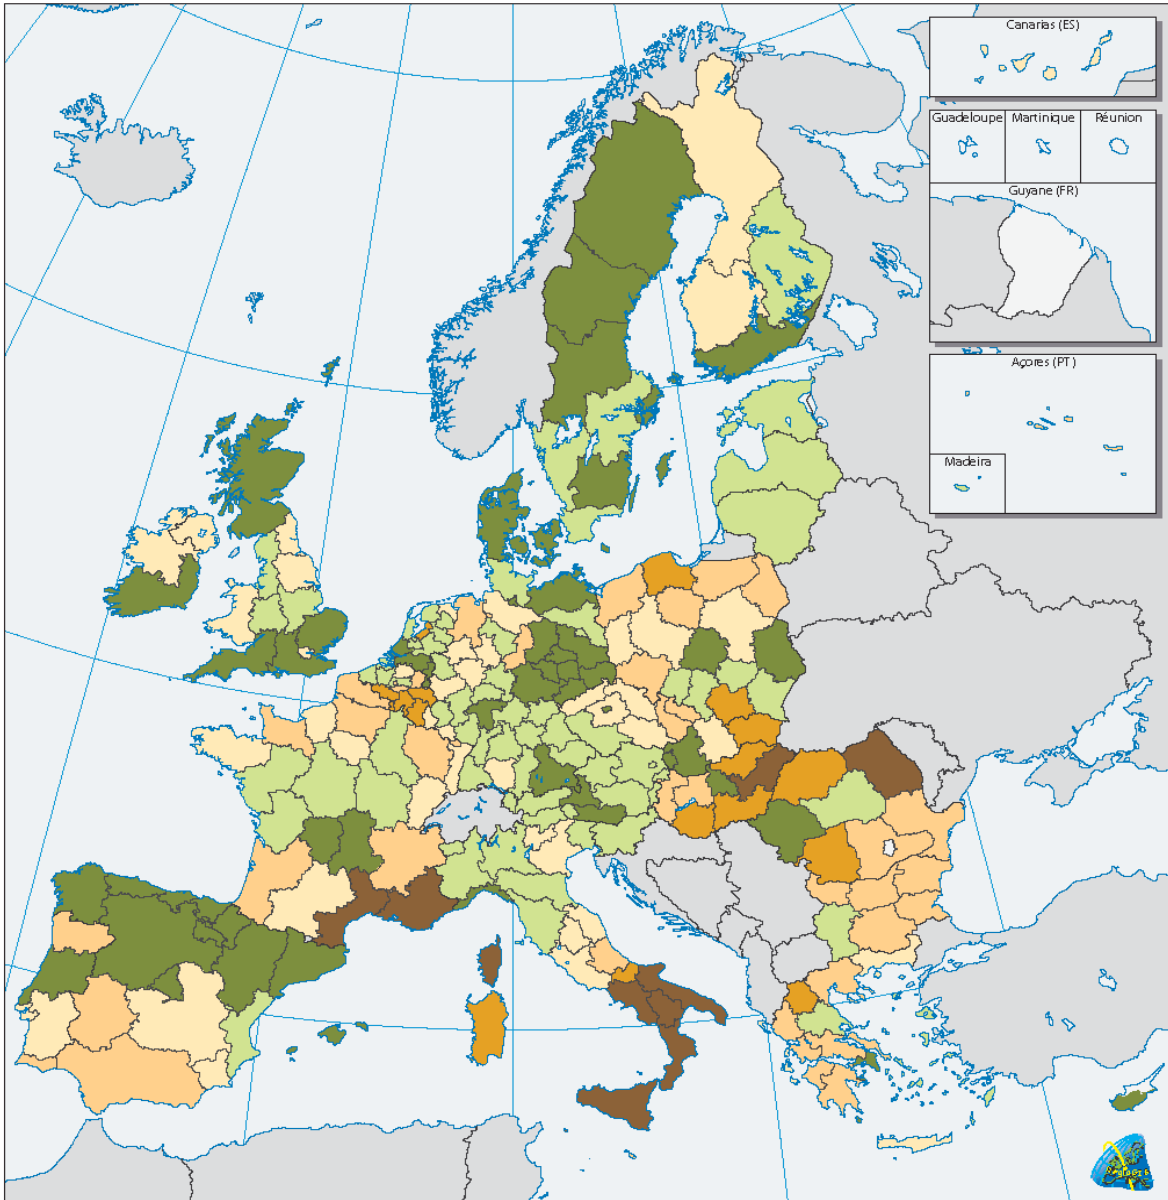 Canarias (ES)
Guadeloupe
Martinique
Réunion
Guyane (FR)
Açores (PT)
Madeira